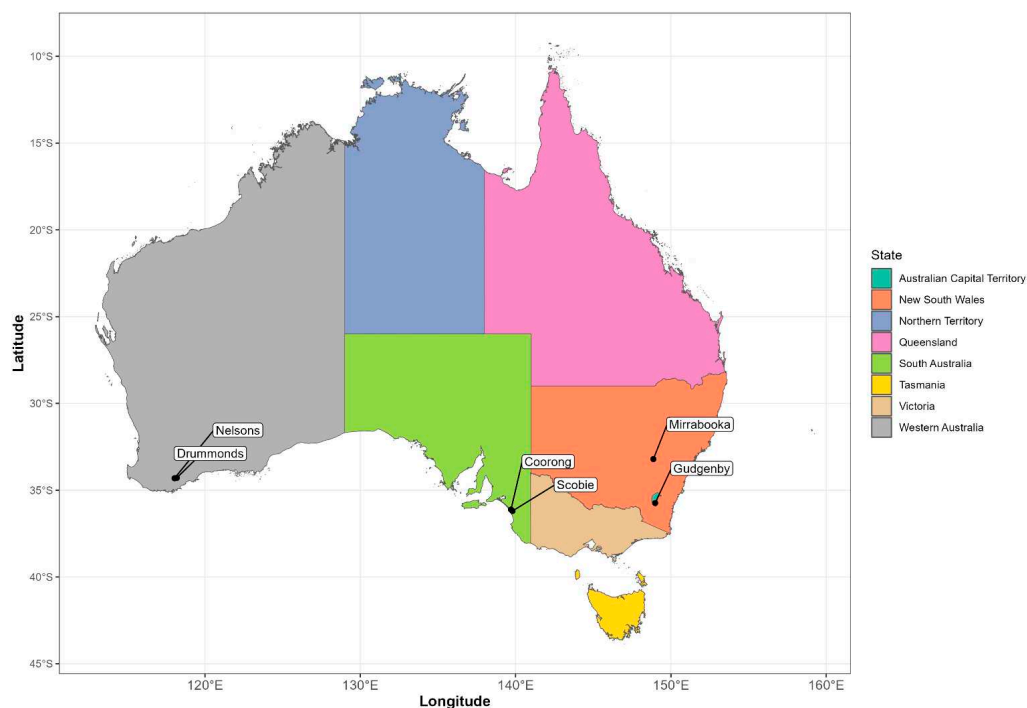 10°S
15°S
20°S
25°S
30°S
35°S
40°S
45°S
Latitude
Nelsons
Drummonds
Coorong
Scobie
Mirrabooka
Gudgenby
120°E
130°E
140°E
150°E
160°E
Longitude
State
Australian Capital Territory
New South Wales
Northern Territory
Queensland
South Australia
Tasmania
Victoria
Western Australia